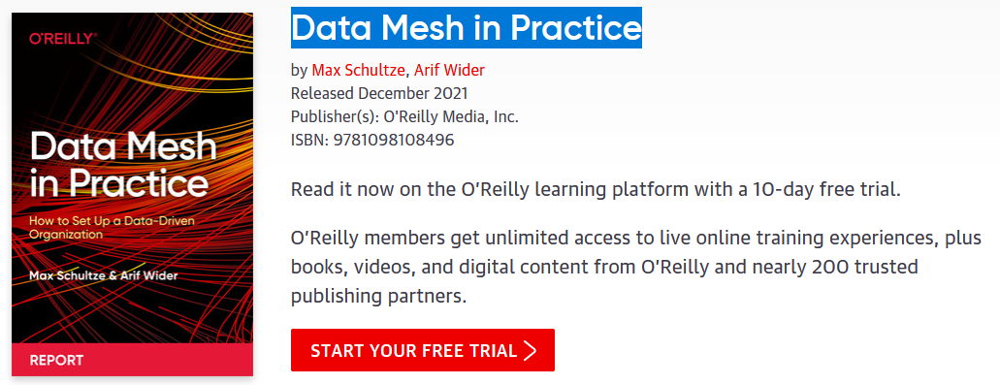 O'REILLY®
Data Mesh
in Practice
How to Set Up a Data-Driven
Organization
Max Schultze & Arif Wider
REPORT
Data Mesh in Practice
by Max Schultze, Arif Wider
Released December 2021
Publisher(s): O'Reilly Media, Inc.
ISBN: 9781098108496
Read it now on the O’Reilly learning platform with a 10-day free trial.
O’Reilly members get unlimited access to live online training experiences, plus
books, videos, and digital content from O’Reilly and nearly 200 trusted
publishing partners.
START YOUR FREE TRIAL